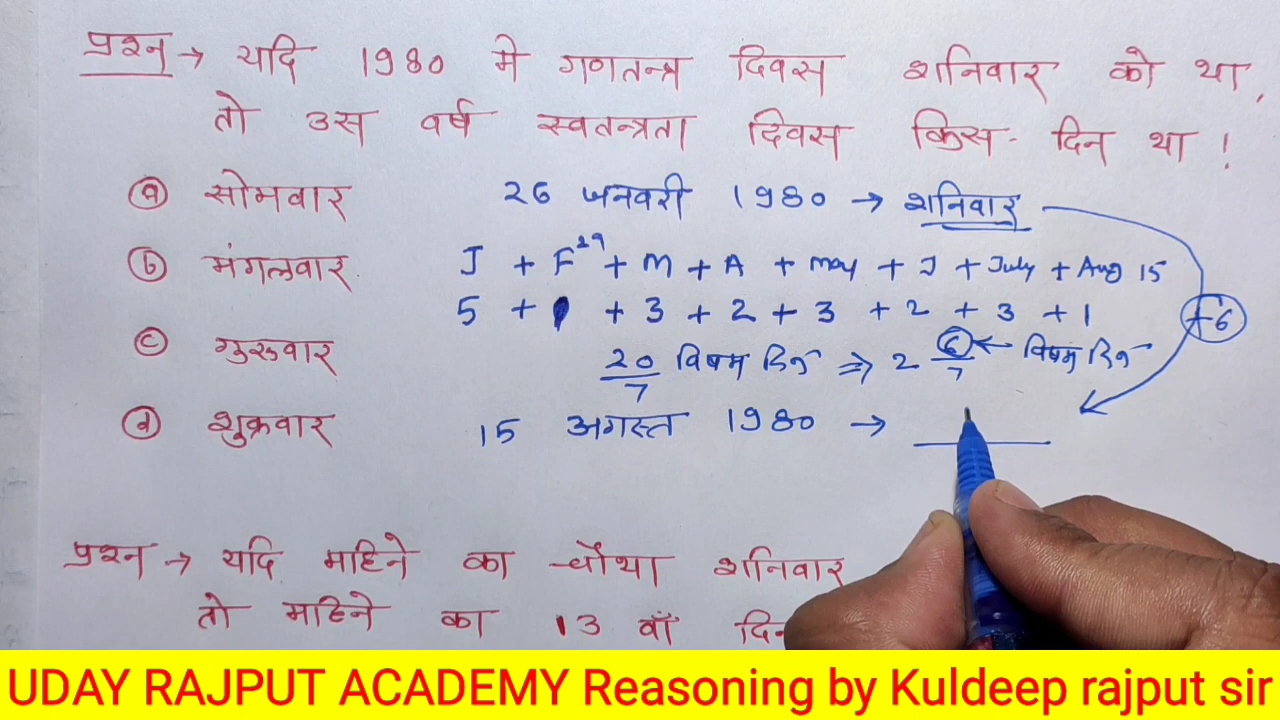 प्रश्न → यदि 1980 मे गणतन्त्र दिवस शनिवार को था,
तो उस वर्ष स्वतन्त्रता दिवस किस- दिन था !
ⓐ सोमवार
26 जनवरी 1980 → शनिवार
ⓑ मंगलवार
J + F²⁹ + M + A + may + J + July + Aug 15
5 + 1 + 3 + 2 + 3 + 2 + 3 + 1
+6
ⓒ गुरुवार
20/7 विषम दिन ⇒ 2 6/7 ← विषम दिन
ⓓ शुक्रवार
15 अगस्त 1980 →
प्रश्न → यदि महिने का चौथा शनिवार
तो महिने का 13 वाँ दिन
UDAY RAJPUT ACADEMY Reasoning by Kuldeep rajput sir